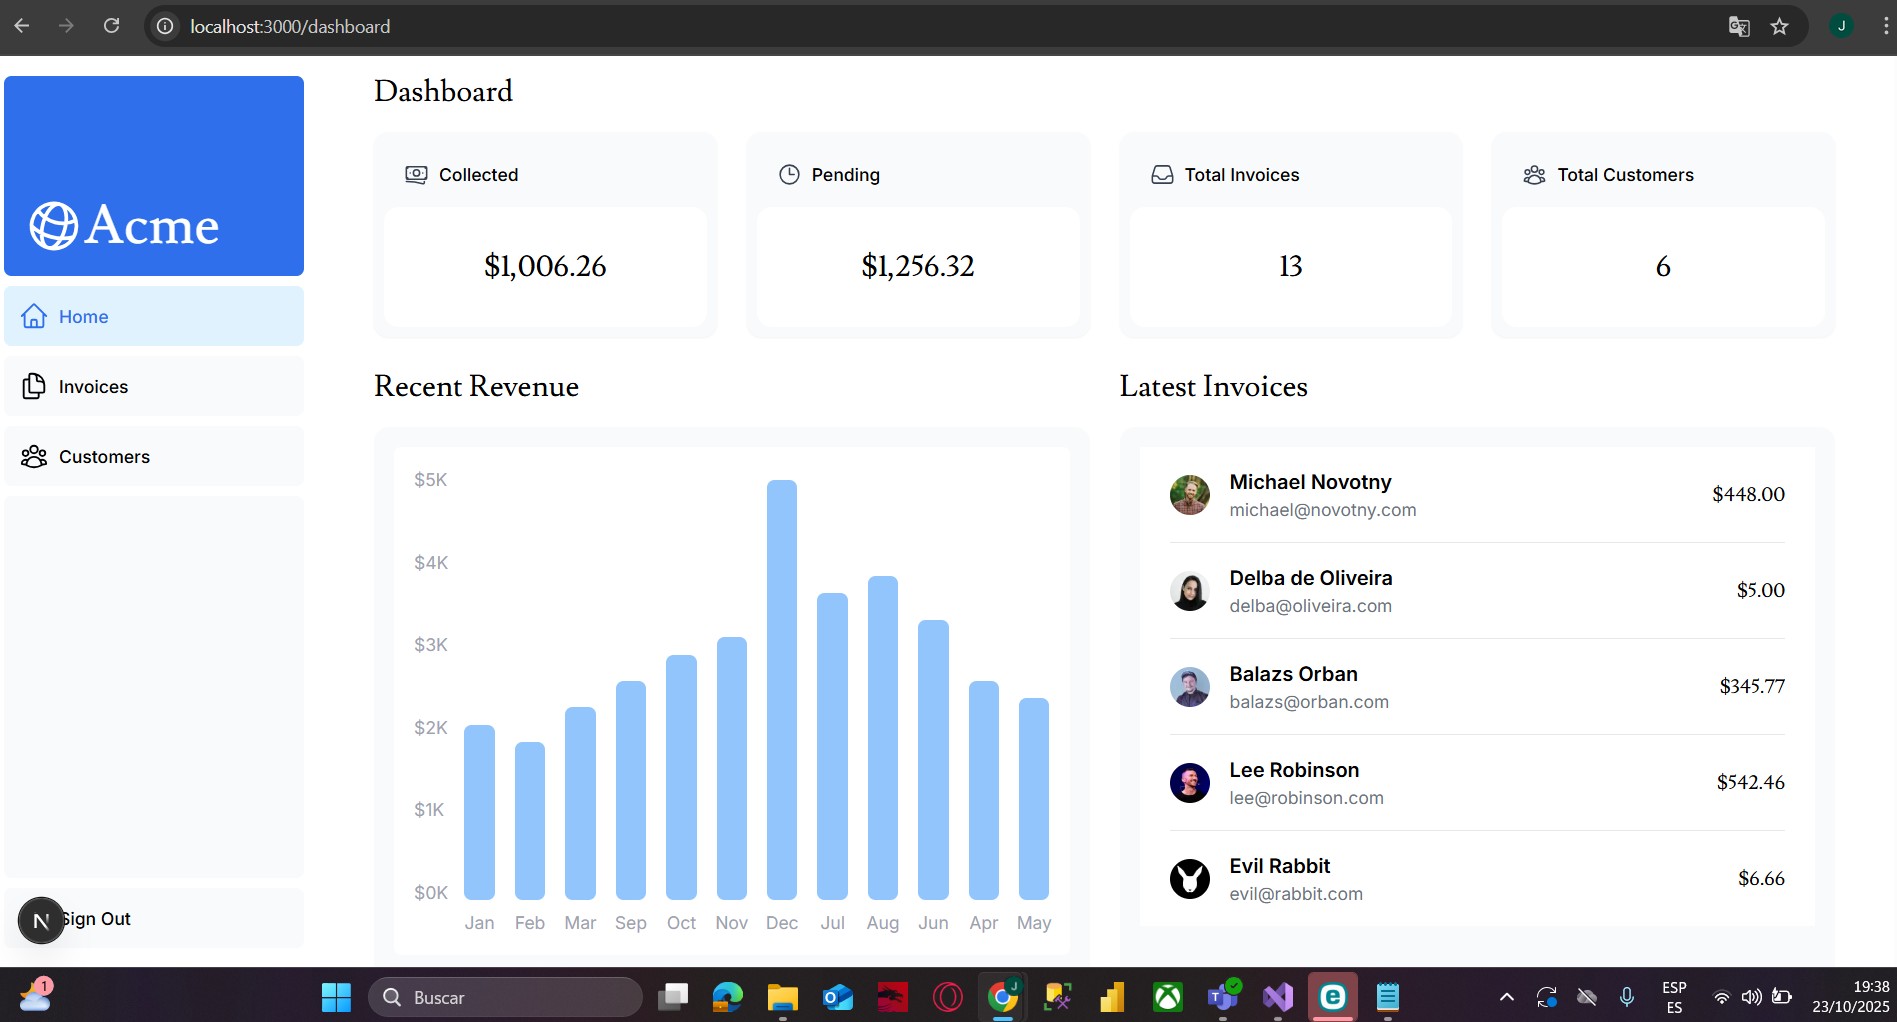 localhost:3000/dashboard
J
Acme
Home
Invoices
Customers
N
Sign Out
Dashboard
Collected
$1,006.26
Pending
$1,256.32
Total Invoices
13
Total Customers
6
Recent Revenue
$5K
$4K
$3K
$2K
$1K
$0K
Jan Feb Mar Sep Oct Nov Dec Jul Aug Jun Apr May
Latest Invoices
Michael Novotny
michael@novotny.com
$448.00
Delba de Oliveira
delba@oliveira.com
$5.00
Balazs Orban
balazs@orban.com
$345.77
Lee Robinson
lee@robinson.com
$542.46
Evil Rabbit
evil@rabbit.com
$6.66
1
Buscar
J
ESP
ES
19:38
23/10/2025